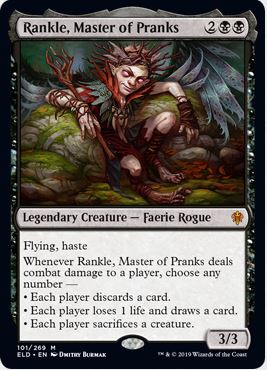 Rankle, Master of Pranks 2
Legendary Creature — Faerie Rogue
Flying, haste
Whenever Rankle, Master of Pranks deals
combat damage to a player, choose any
number —
• Each player discards a card.
• Each player loses 1 life and draws a card.
• Each player sacrifices a creature.
3/3
101/269 M
ELD • EN Dmitry Burmak
™ & © 2019 Wizards of the Coast